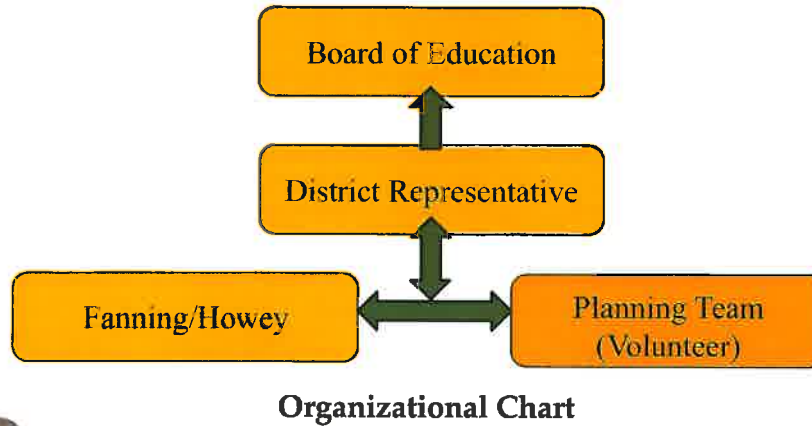 Board of Education
District Representative
Fanning/Howey
Planning Team
(Volunteer)
Organizational Chart